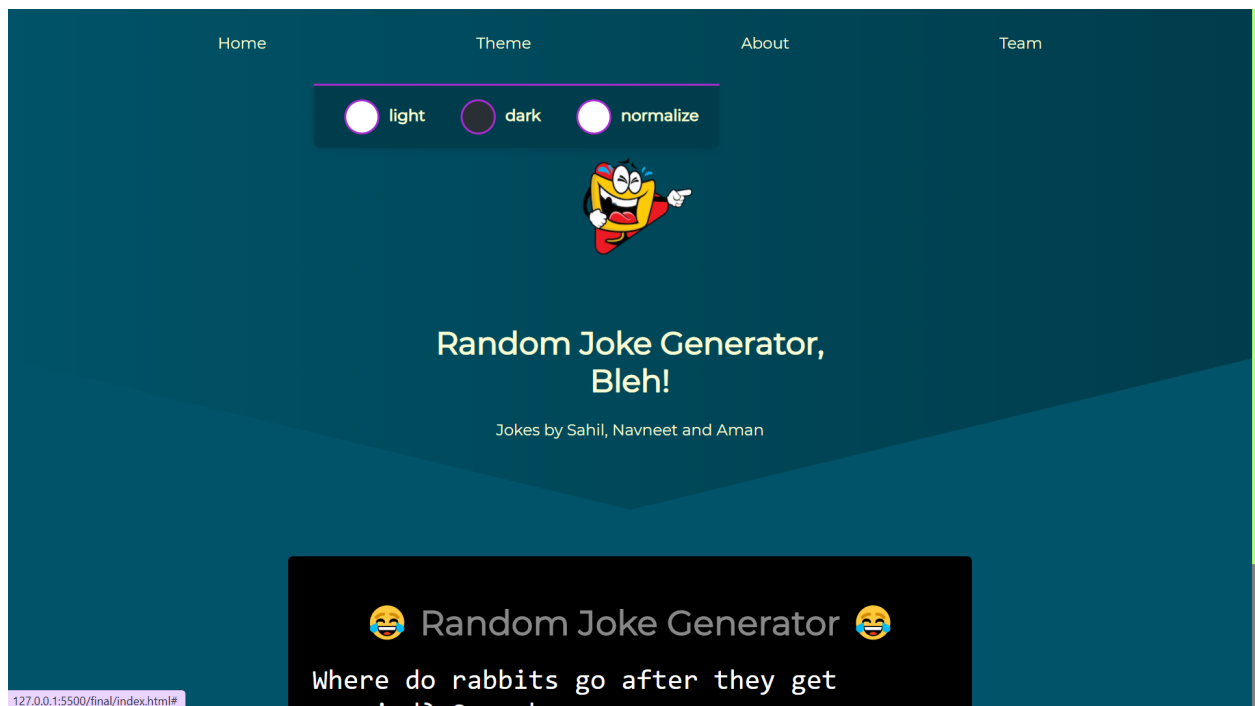 Home Theme About Team
light dark normalize
Random Joke Generator,
Bleh!
Jokes by Sahil, Navneet and Aman
😂 Random Joke Generator 😂
Where do rabbits go after they get
127.0.0.1:5500/final/index.html#